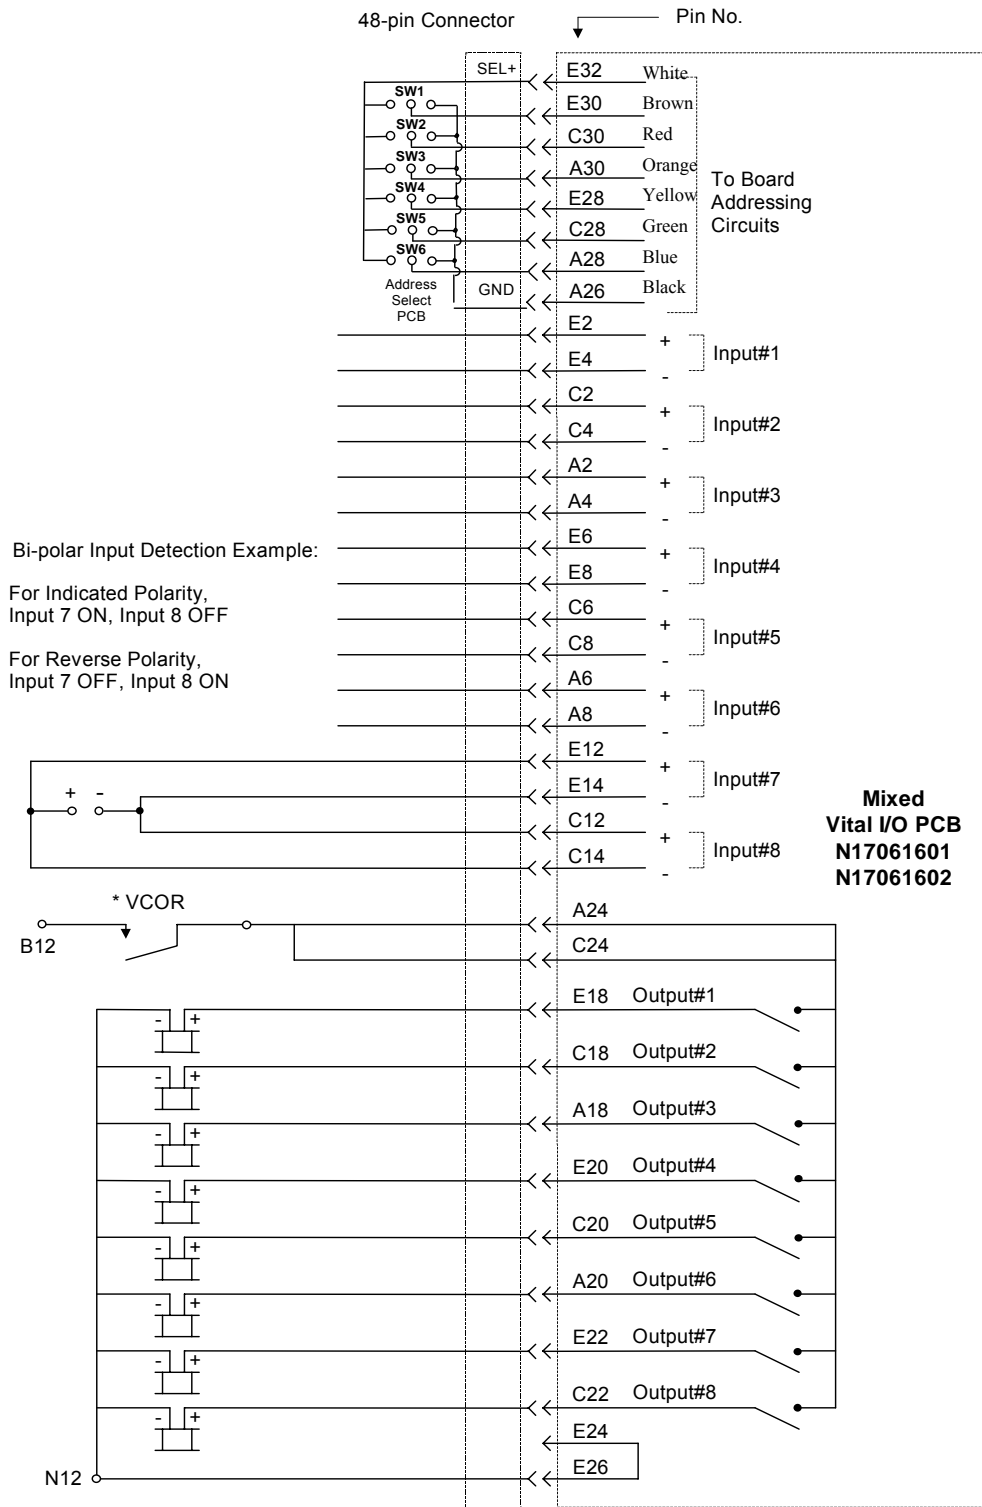 48-pin Connector
Pin No.
SEL+
E32 White
SW1
E30 Brown
SW2
C30 Red
SW3
A30 Orange
SW4
E28 Yellow
SW5
C28 Green
SW6
A28 Blue
Address
Select
PCB
GND
A26 Black
To Board
Addressing
Circuits
E2 +
Input#1
E4 -
C2 +
Input#2
C4 -
A2 +
Input#3
A4 -
E6 +
Input#4
E8 -
C6 +
Input#5
C8 -
A6 +
Input#6
A8 -
Bi-polar Input Detection Example:
For Indicated Polarity,
Input 7 ON, Input 8 OFF
For Reverse Polarity,
Input 7 OFF, Input 8 ON
E12 +
Input#7
+ - E14 -
C12 +
Input#8
C14 -
Mixed
Vital I/O PCB
N17061601
N17061602
* VCOR
B12
A24
C24
E18 Output#1
- +
C18 Output#2
- +
A18 Output#3
- +
E20 Output#4
- +
C20 Output#5
- +
A20 Output#6
- +
E22 Output#7
- +
C22 Output#8
- +
E24
E26
N12